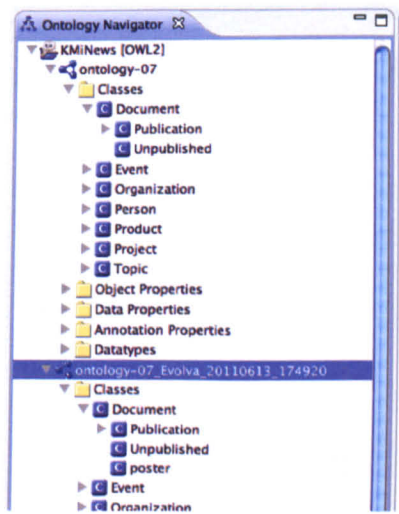 Ontology Navigator
KMiNews [OWL2]
ontology-07
Classes
Document
Publication
Unpublished
Event
Organization
Person
Product
Project
Topic
Object Properties
Data Properties
Annotation Properties
Datatypes
ontology-07_Evolva_20110613_174920
Classes
Document
Publication
Unpublished
poster
Event
Organization